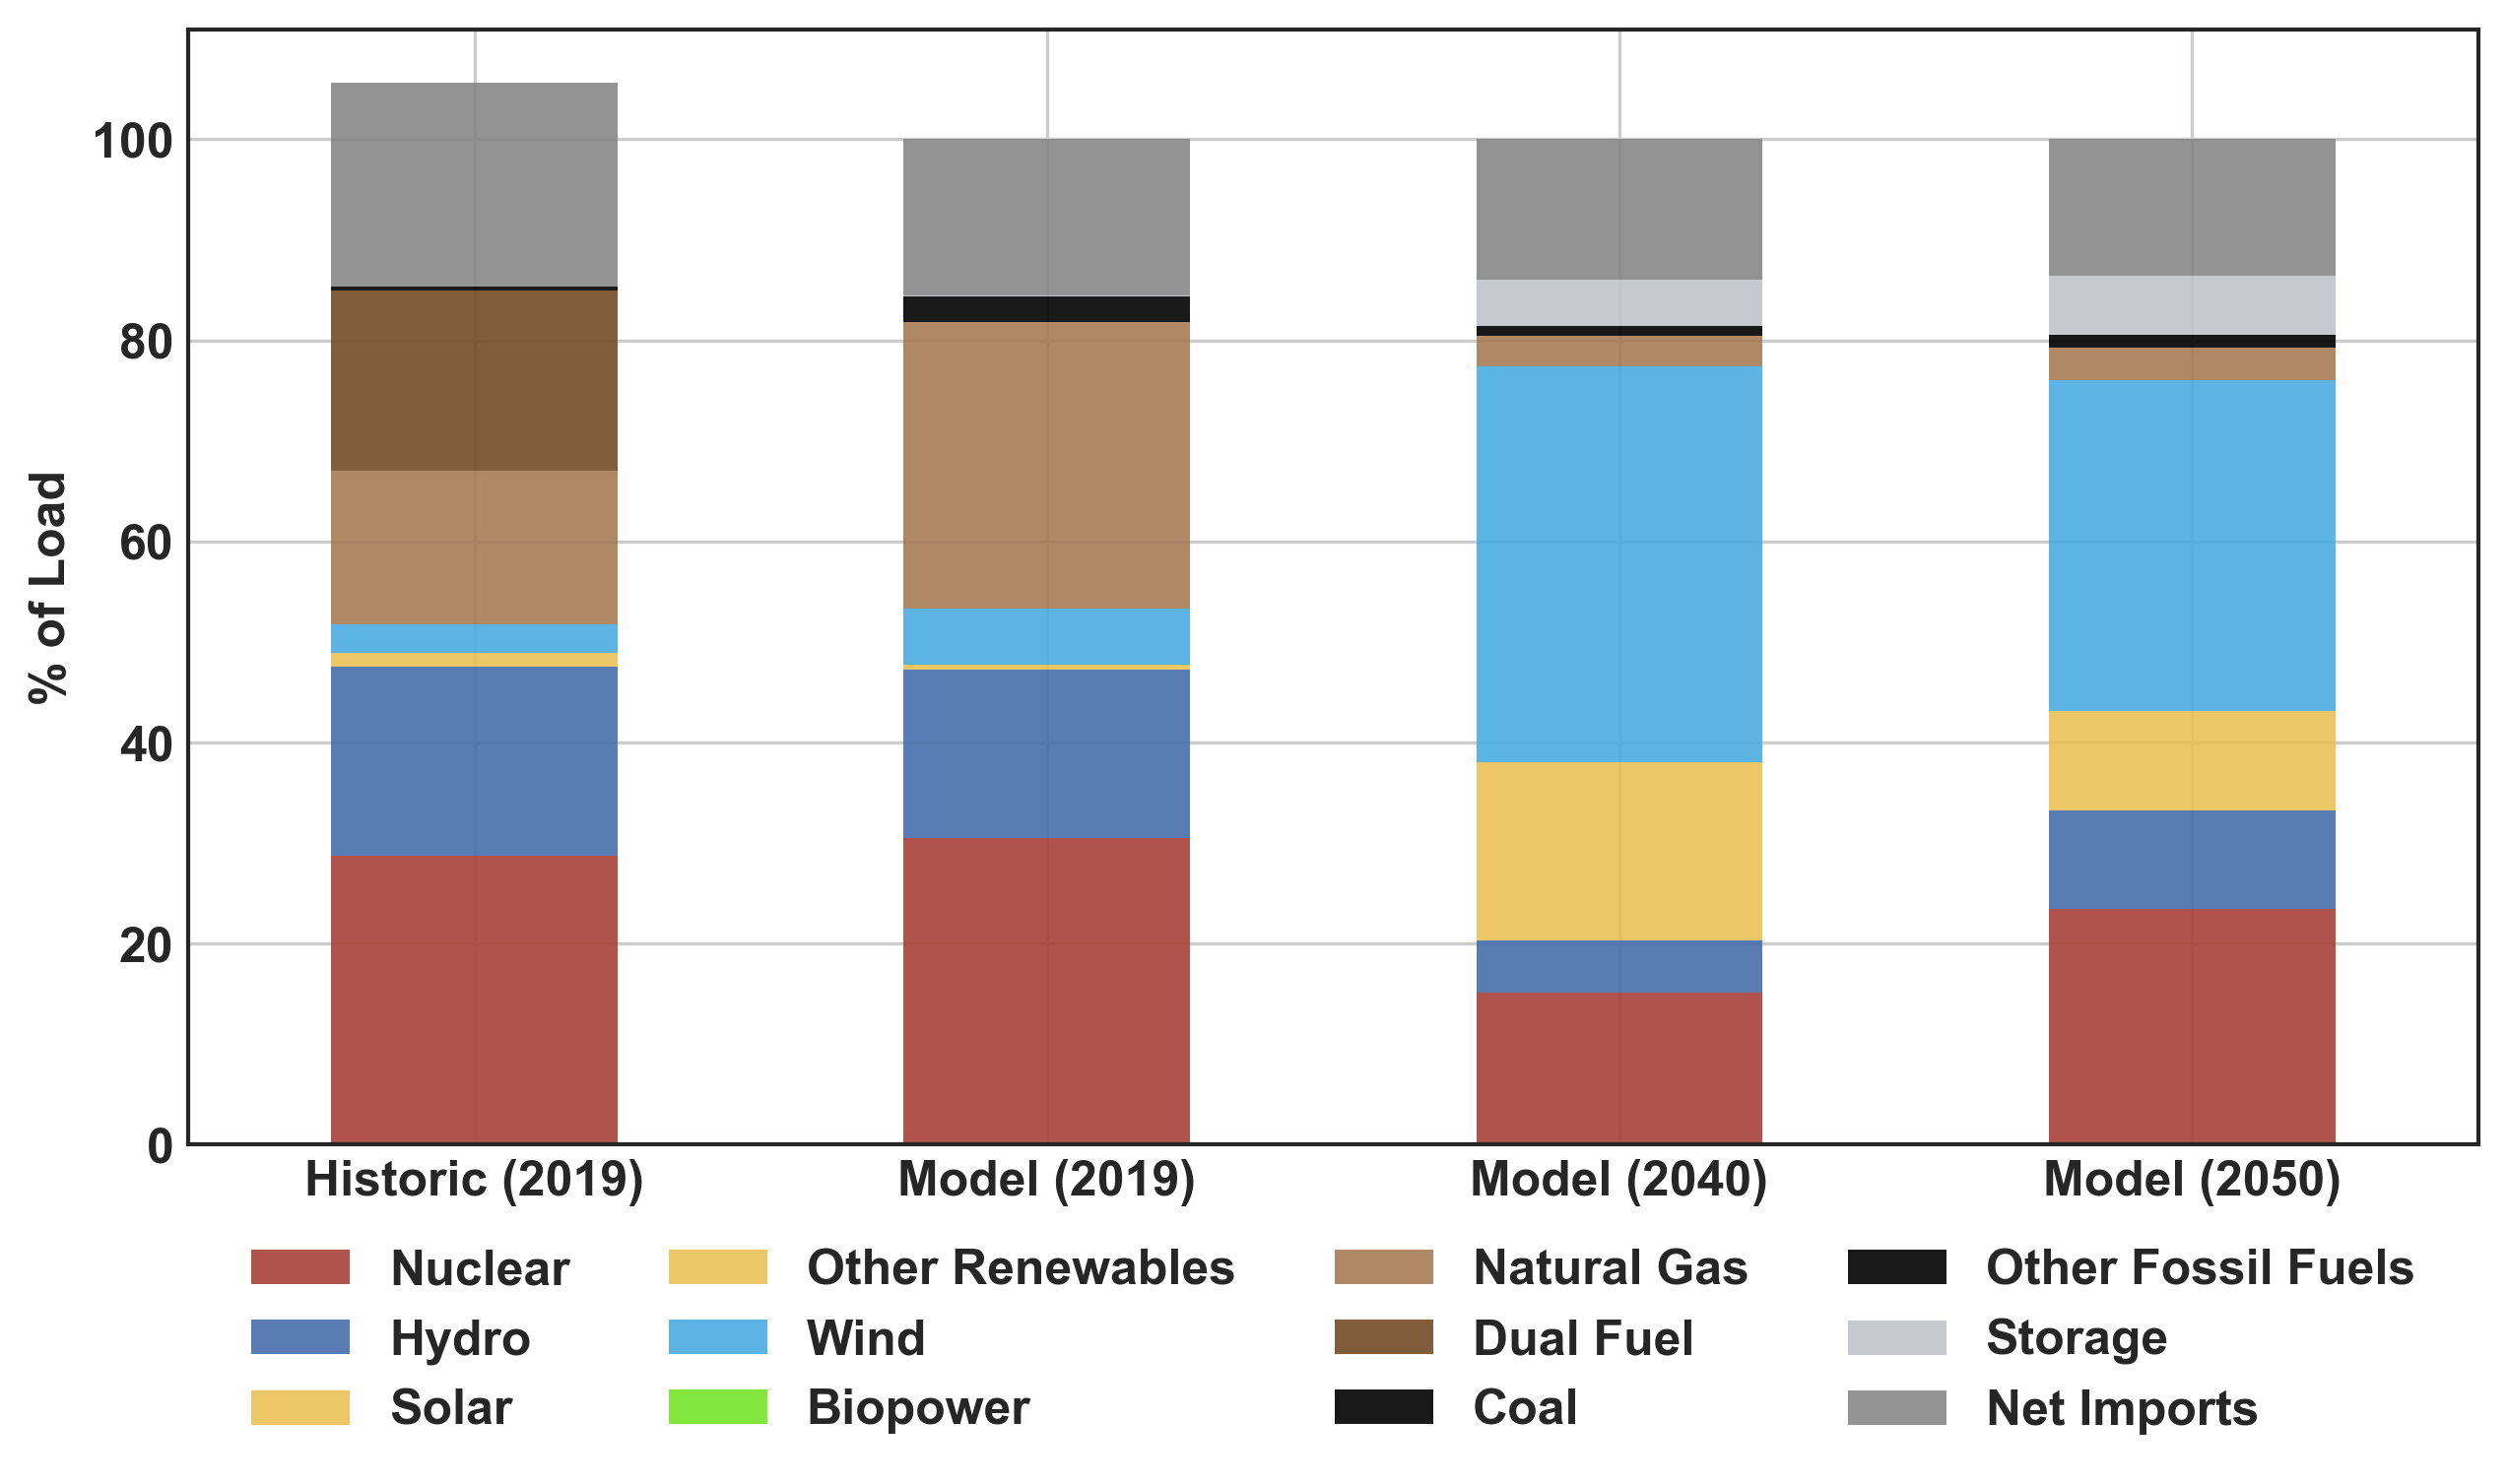 % of Load
100
80
60
40
20
0
Historic (2019) Model (2019) Model (2040) Model (2050)
Nuclear Other Renewables Natural Gas Other Fossil Fuels
Hydro Wind Dual Fuel Storage
Solar Biopower Coal Net Imports